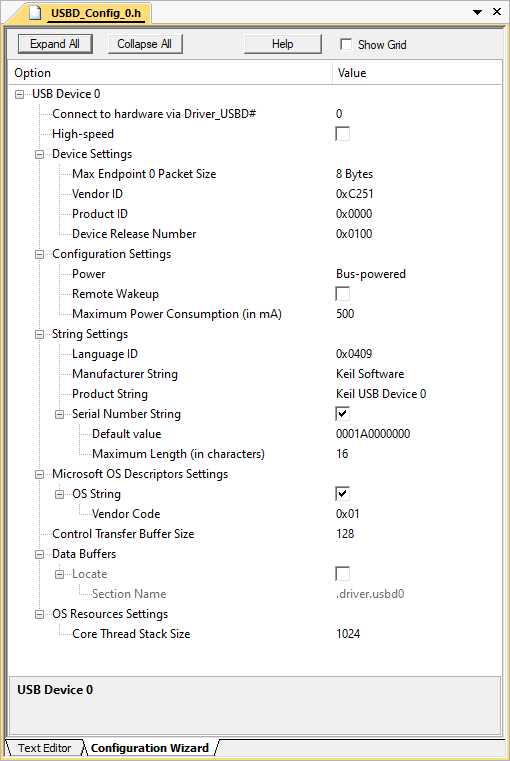 USBD_Config_0.h
Expand All Collapse All Help Show Grid
Option Value
USB Device 0
Connect to hardware via Driver_USBD# 0
High-speed
Device Settings
Max Endpoint 0 Packet Size 8 Bytes
Vendor ID 0xC251
Product ID 0x0000
Device Release Number 0x0100
Configuration Settings
Power Bus-powered
Remote Wakeup
Maximum Power Consumption (in mA) 500
String Settings
Language ID 0x0409
Manufacturer String Keil Software
Product String Keil USB Device 0
Serial Number String
Default value 0001A0000000
Maximum Length (in characters) 16
Microsoft OS Descriptors Settings
OS String
Vendor Code 0x01
Control Transfer Buffer Size 128
Data Buffers
Locate
Section Name .driver.usbd0
OS Resources Settings
Core Thread Stack Size 1024
USB Device 0
Text Editor Configuration Wizard